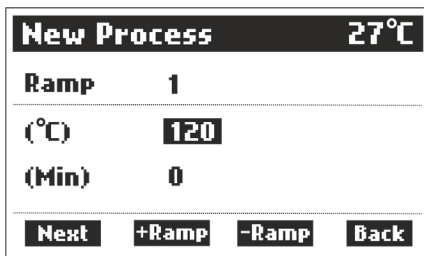 New Process 27°C
Ramp 1
(°C) 120
(Min) 0
Next +Ramp -Ramp Back